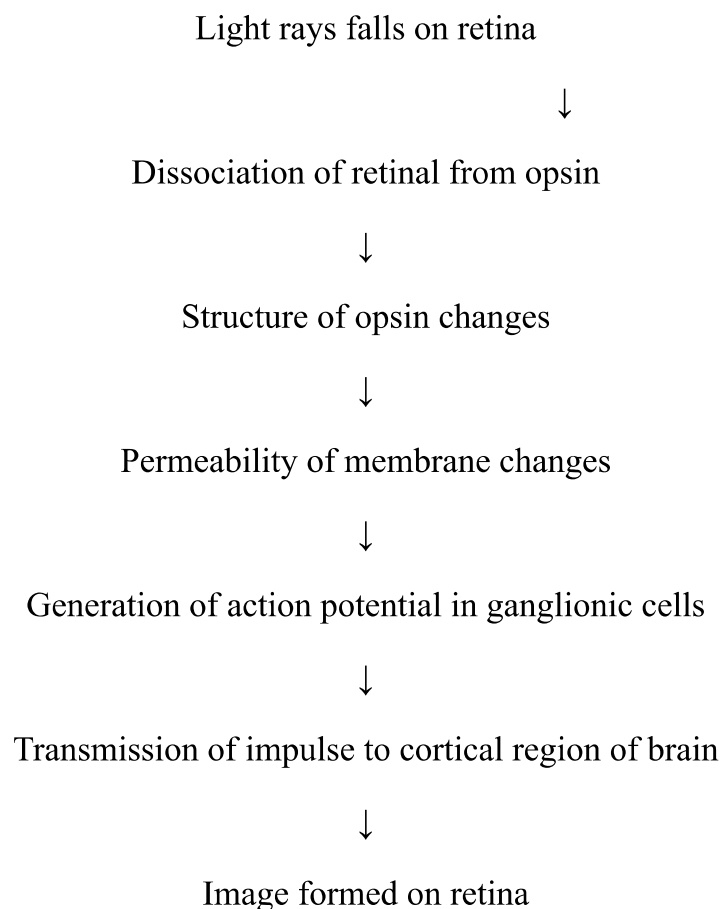 Light rays falls on retina
↓
Dissociation of retinal from opsin
↓
Structure of opsin changes
↓
Permeability of membrane changes
↓
Generation of action potential in ganglionic cells
↓
Transmission of impulse to cortical region of brain
↓
Image formed on retina